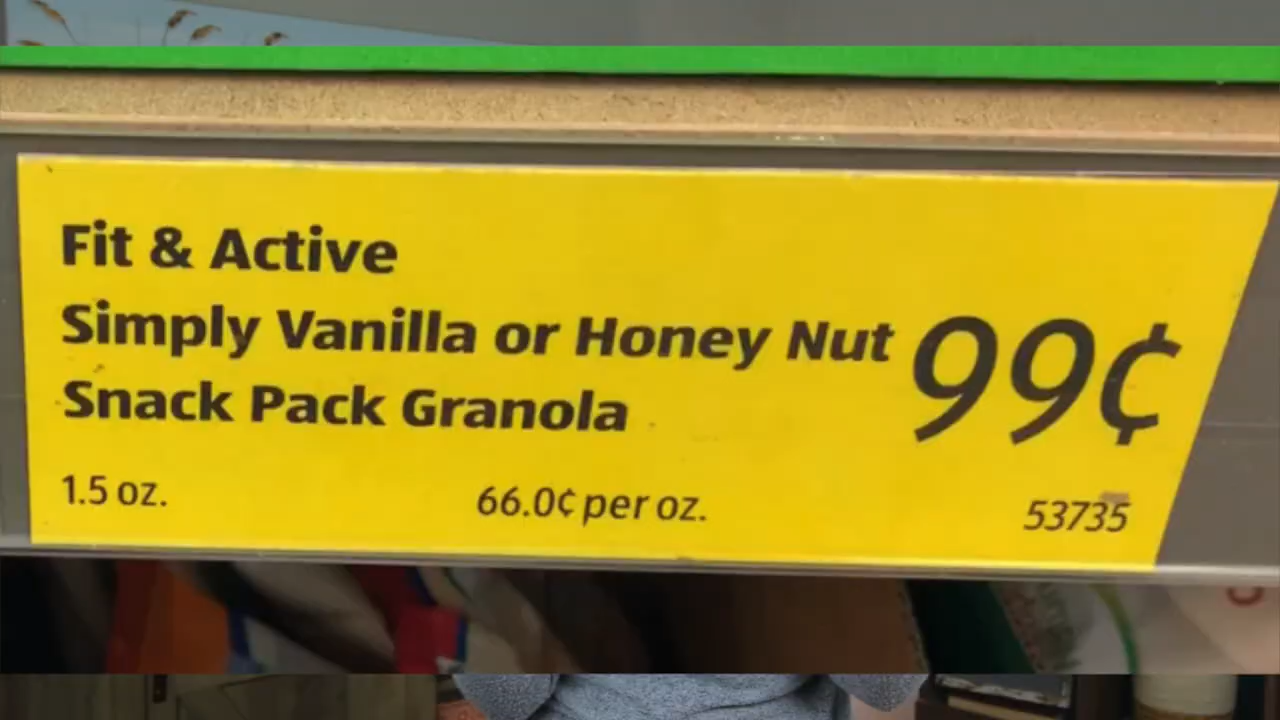 Fit & Active
Simply Vanilla or Honey Nut 99¢
Snack Pack Granola
1.5 oz. 66.0¢ per oz. 53735